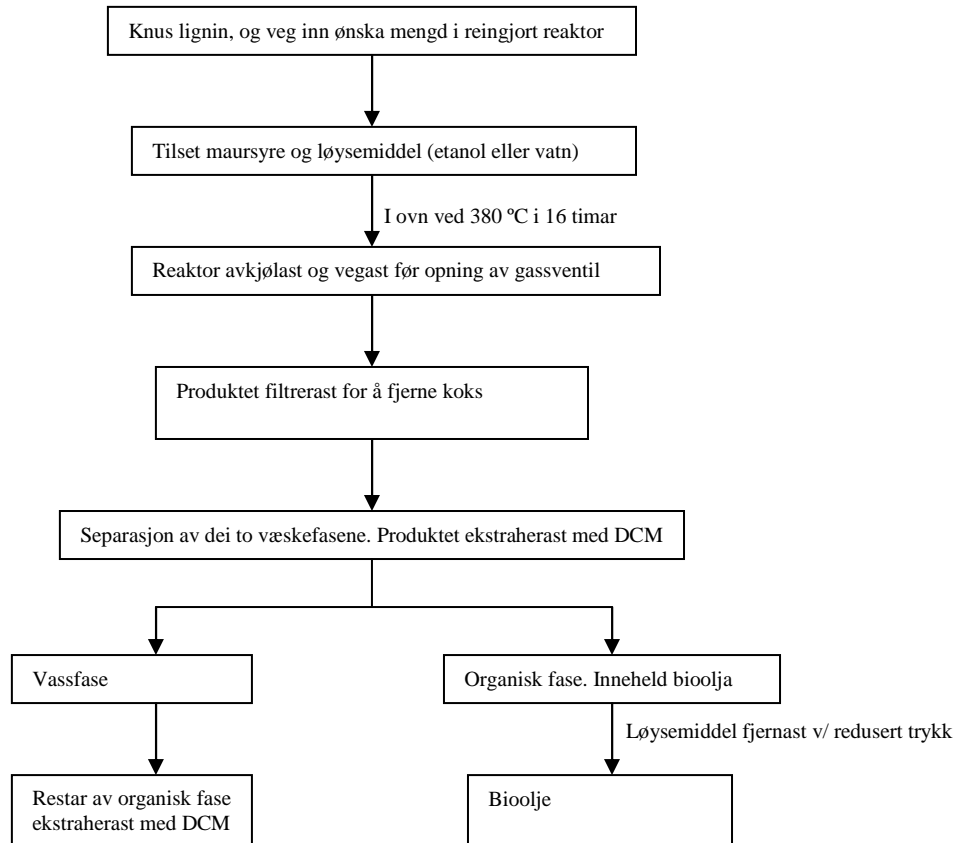 Knus lignin, og veg inn ønska mengd i reingjort reaktor
Tilset maursyre og løysemiddel (etanol eller vatn)
I ovn ved 380 ºC i 16 timar
Reaktor avkjølast og vegast før opning av gassventil
Produktet filtrerast for å fjerne koks
Separasjon av dei to væskefasene. Produktet ekstraherast med DCM
Vassfase
Organisk fase. Inneheld bioolja
Løysemiddel fjernast v/ redusert trykk
Restar av organisk fase
ekstraherast med DCM
Bioolje